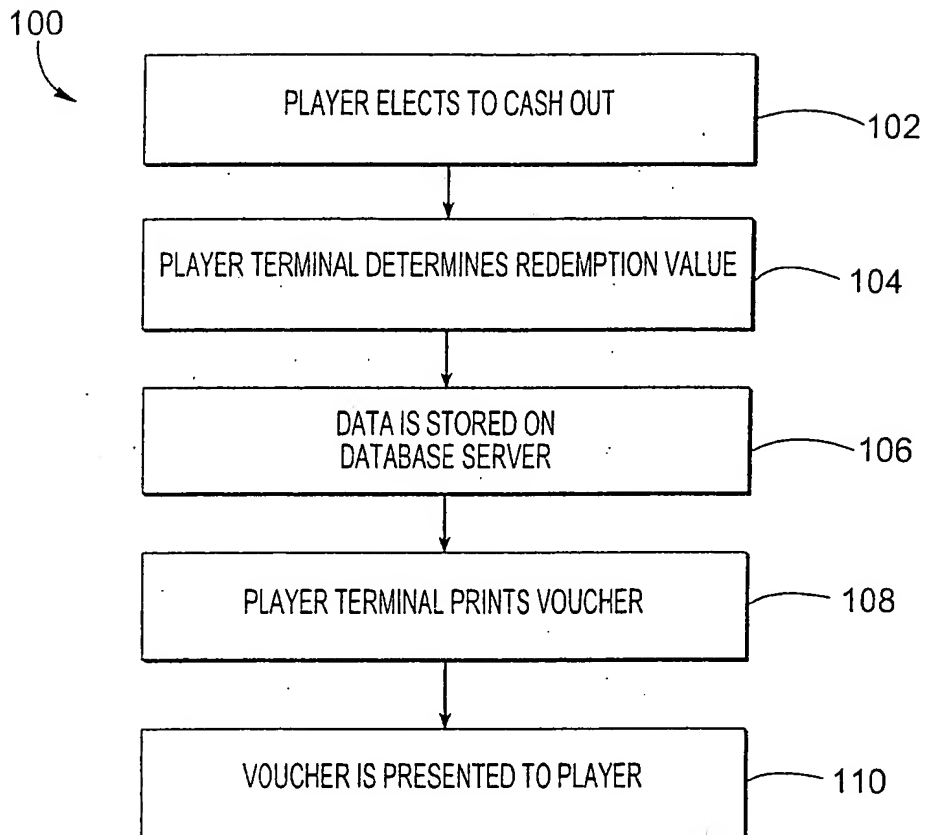 100
PLAYER ELECTS TO CASH OUT
102
PLAYER TERMINAL DETERMINES REDEMPTION VALUE
104
DATA IS STORED ON
DATABASE SERVER
106
PLAYER TERMINAL PRINTS VOUCHER
108
VOUCHER IS PRESENTED TO PLAYER
110